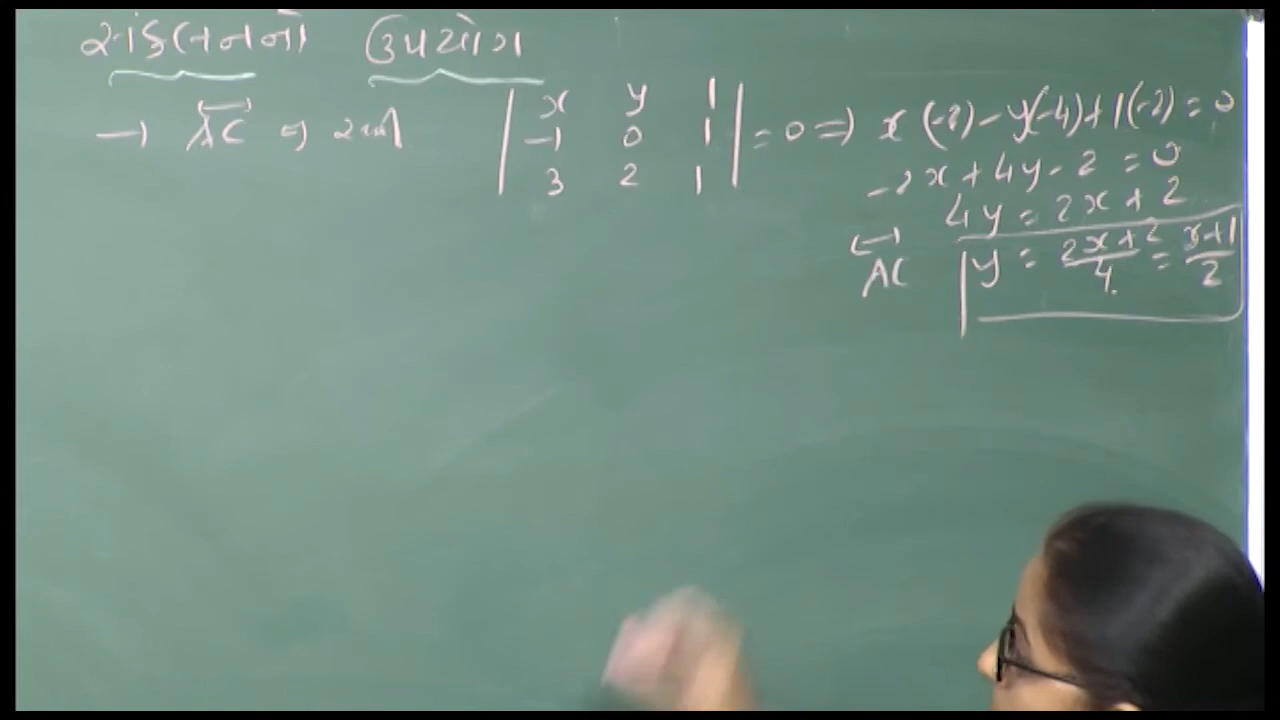 સંકલનનો ઉપયોગ
→ AC ⇒ | x y 1 | = 0 ⇒ x(-2) - y(-4) + 1(-2) = 0
| -1 0 1 |
| 3 2 1 |
-2x + 4y - 2 = 0
4y = 2x + 2
AC y = 2x+2/4 = x+1/2